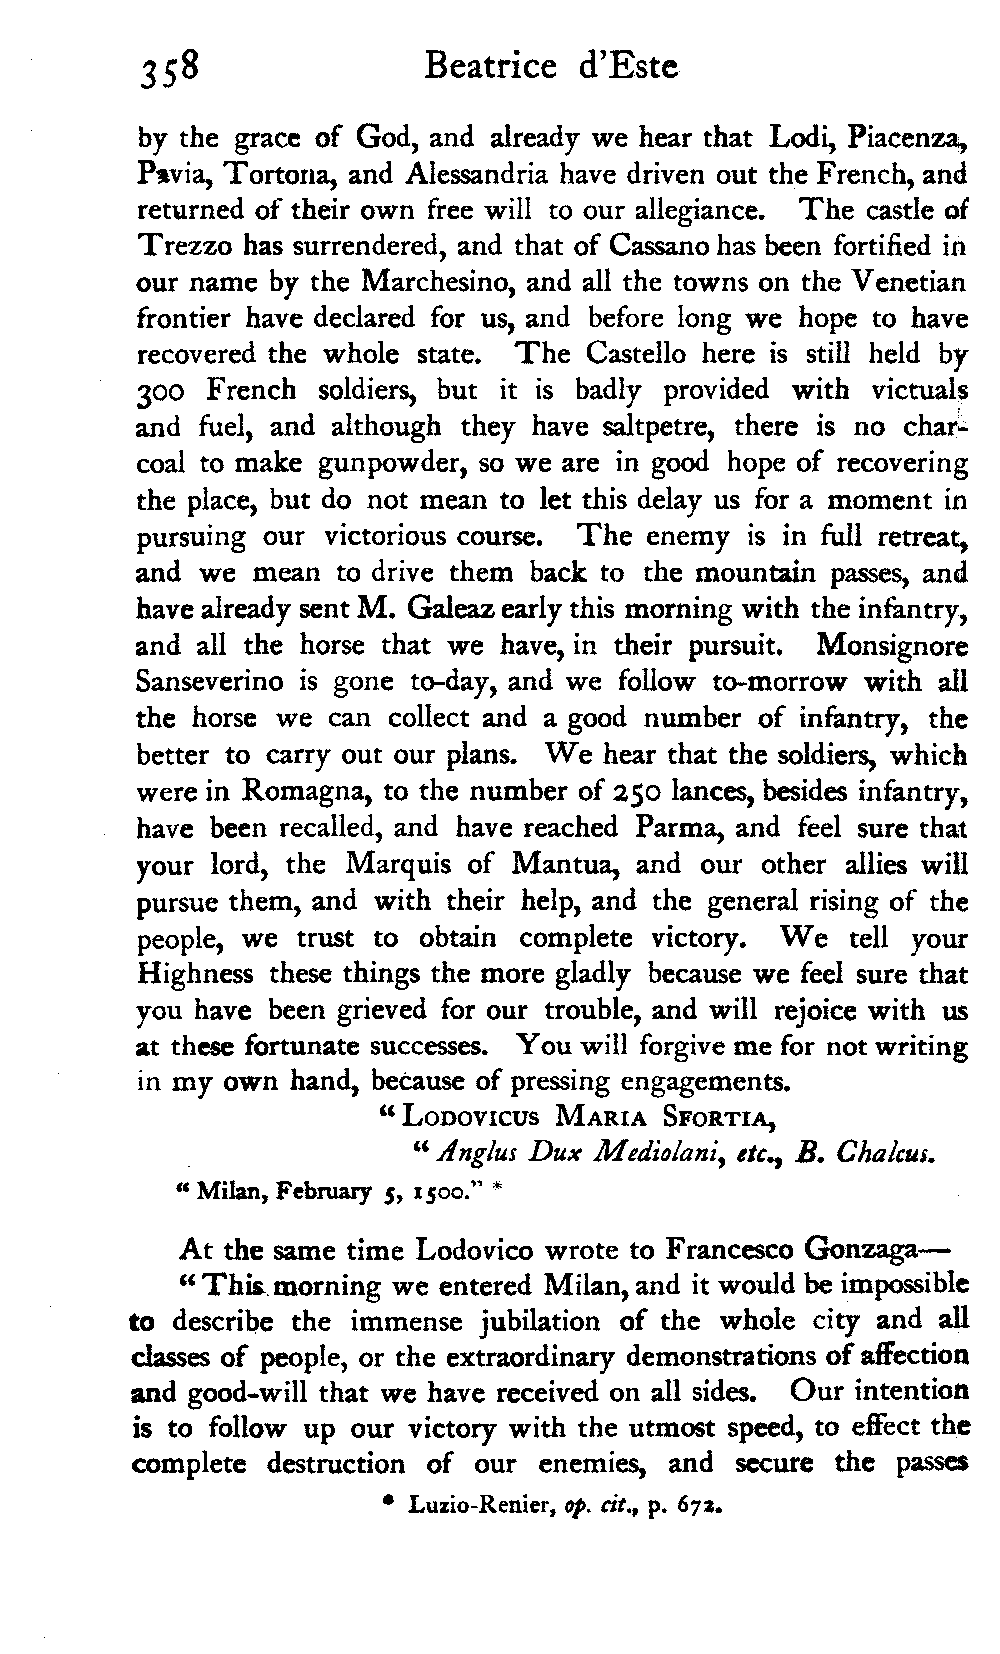 358 Beatrice d'Este
by the grace of God, and already we hear that Lodi, Piacenza,
Pavia, Tortona, and Alessandria have driven out the French, and
returned of their own free will to our allegiance. The castle of
Trezzo has surrendered, and that of Cassano has been fortified in
our name by the Marchesino, and all the towns on the Venetian
frontier have declared for us, and before long we hope to have
recovered the whole state. The Castello here is still held by
300 French soldiers, but it is badly provided with victuals
and fuel, and although they have saltpetre, there is no char-
coal to make gunpowder, so we are in good hope of recovering
the place, but do not mean to let this delay us for a moment in
pursuing our victorious course. The enemy is in full retreat,
and we mean to drive them back to the mountain passes, and
have already sent M. Galeaz early this morning with the infantry,
and all the horse that we have, in their pursuit. Monsignore
Sanseverino is gone to-day, and we follow to-morrow with all
the horse we can collect and a good number of infantry, the
better to carry out our plans. We hear that the soldiers, which
were in Romagna, to the number of 250 lances, besides infantry,
have been recalled, and have reached Parma, and feel sure that
your lord, the Marquis of Mantua, and our other allies will
pursue them, and with their help, and the general rising of the
people, we trust to obtain complete victory. We tell your
Highness these things the more gladly because we feel sure that
you have been grieved for our trouble, and will rejoice with us
at these fortunate successes. You will forgive me for not writing
in my own hand, because of pressing engagements.
"LODOVICUS MARIA SFORTIA,
"Anglus Dux Mediolani, etc., B. Chalcus.
"Milan, February 5, 1500." *
At the same time Lodovico wrote to Francesco Gonzaga—
"This morning we entered Milan, and it would be impossible
to describe the immense jubilation of the whole city and all
classes of people, or the extraordinary demonstrations of affection
and good-will that we have received on all sides. Our intention
is to follow up our victory with the utmost speed, to effect the
complete destruction of our enemies, and secure the passes
* Luzio-Renier, op. cit., p. 672.